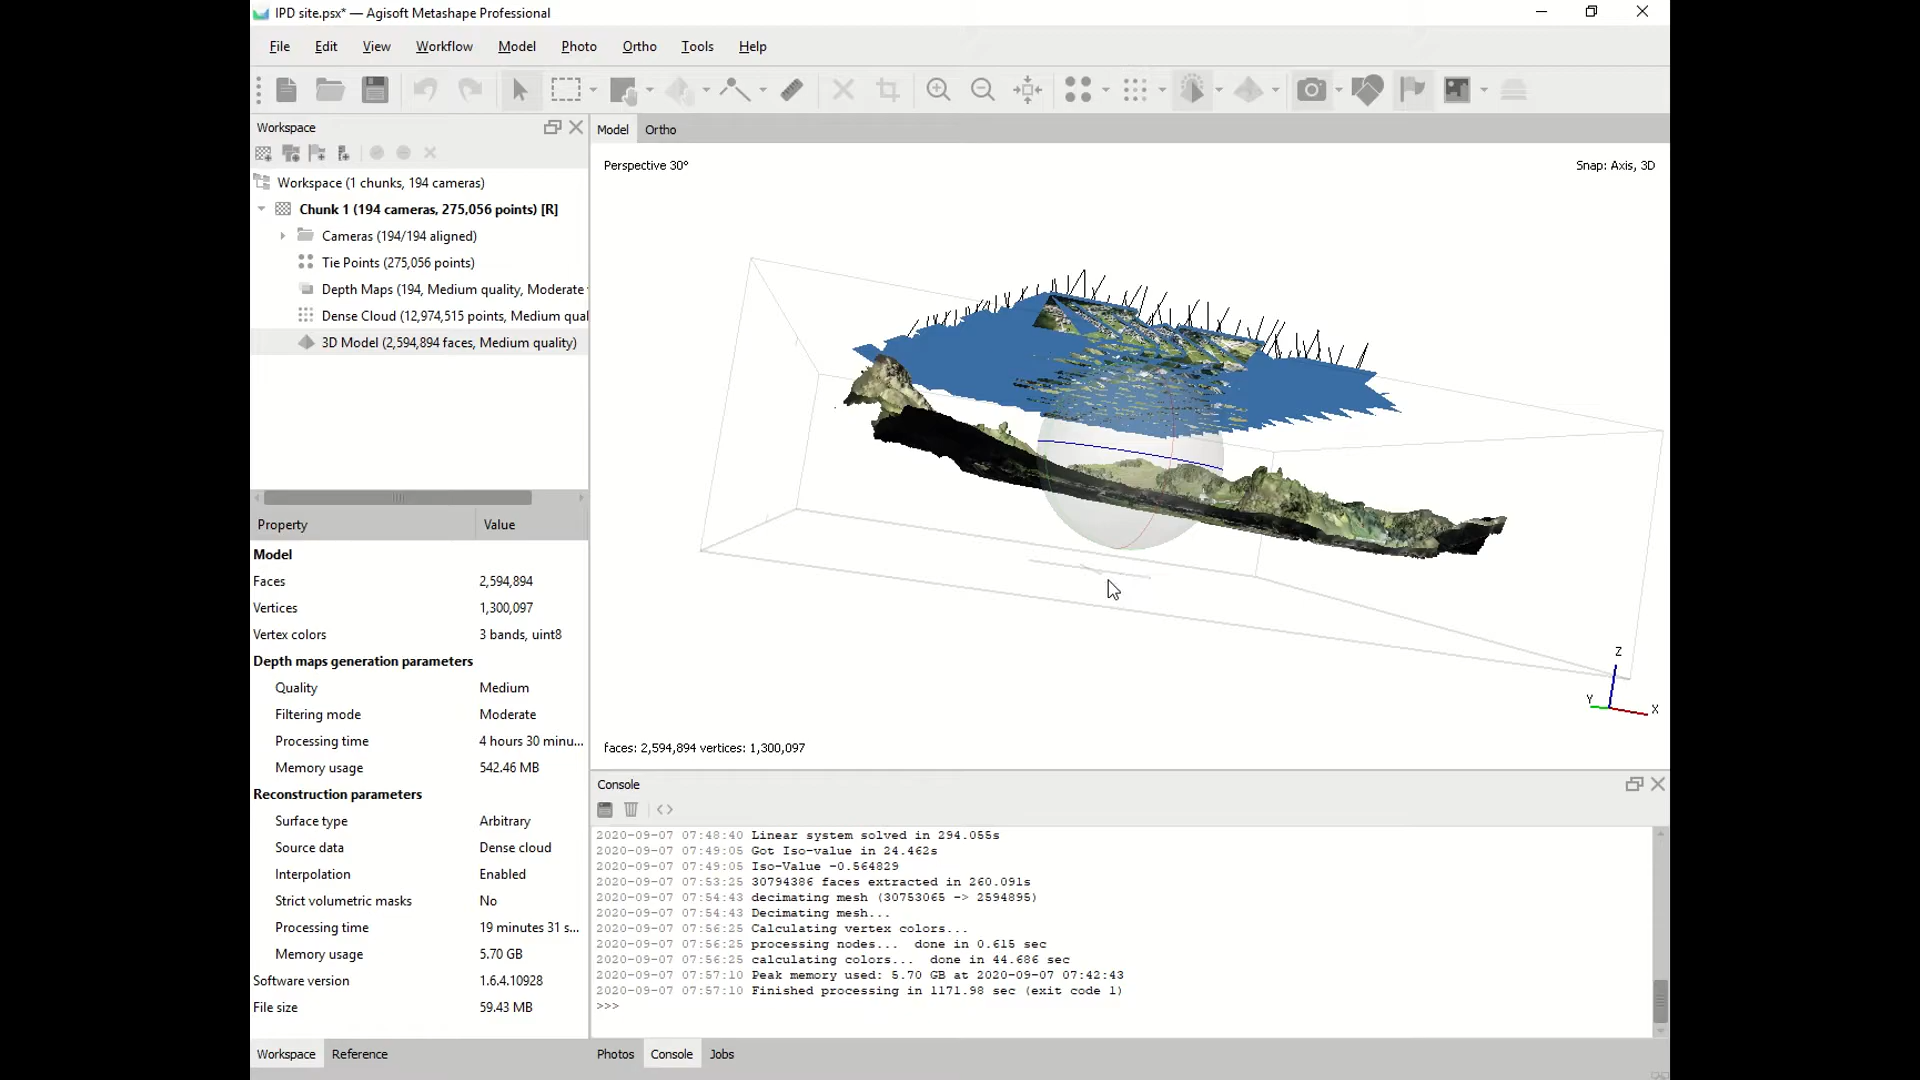 IPD site.psx* — Agisoft Metashape Professional
File Edit View Workflow Model Photo Ortho Tools Help
Workspace
Workspace (1 chunks, 194 cameras)
Chunk 1 (194 cameras, 275,056 points) [R]
Cameras (194/194 aligned)
Tie Points (275,056 points)
Depth Maps (194, Medium quality, Moderate
Dense Cloud (12,974,515 points, Medium qual
3D Model (2,594,894 faces, Medium quality)
Property Value
Model
Faces 2,594,894
Vertices 1,300,097
Vertex colors 3 bands, uint8
Depth maps generation parameters
Quality Medium
Filtering mode Moderate
Processing time 4 hours 30 minu...
Memory usage 542.46 MB
Reconstruction parameters
Surface type Arbitrary
Source data Dense cloud
Interpolation Enabled
Strict volumetric masks No
Processing time 19 minutes 31 s...
Memory usage 5.70 GB
Software version 1.6.4.10928
File size 59.43 MB
Workspace Reference
Model Ortho
Perspective 30°
Snap: Axis, 3D
Z
Y
X
faces: 2,594,894 vertices: 1,300,097
Console
2020-09-07 07:48:40 Linear system solved in 294.055s
2020-09-07 07:49:05 Got Iso-value in 24.462s
2020-09-07 07:49:05 Iso-Value -0.564829
2020-09-07 07:53:25 30794386 faces extracted in 260.091s
2020-09-07 07:54:43 decimating mesh (30753065 -> 2594895)
2020-09-07 07:54:43 Decimating mesh...
2020-09-07 07:56:25 Calculating vertex colors...
2020-09-07 07:56:25 processing nodes... done in 0.615 sec
2020-09-07 07:56:25 calculating colors... done in 44.686 sec
2020-09-07 07:57:10 Peak memory used: 5.70 GB at 2020-09-07 07:42:43
2020-09-07 07:57:10 Finished processing in 1171.98 sec (exit code 1)
>>>
Photos Console Jobs